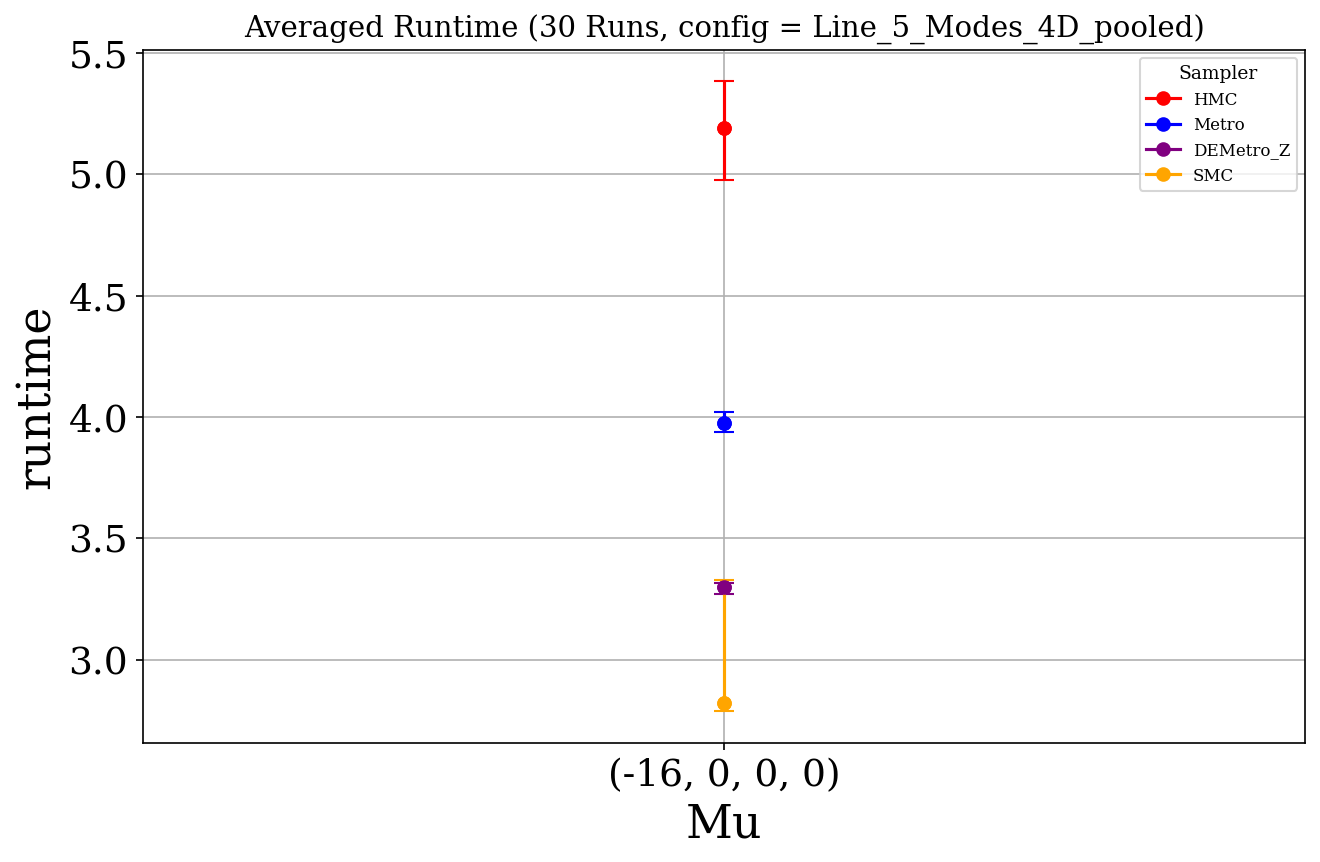 Averaged Runtime (30 Runs, config = Line_5_Modes_4D_pooled)
5.5
5.0
4.5
4.0
3.5
3.0
runtime
Sampler
HMC
Metro
DEMetro_Z
SMC
(-16, 0, 0, 0)
Mu